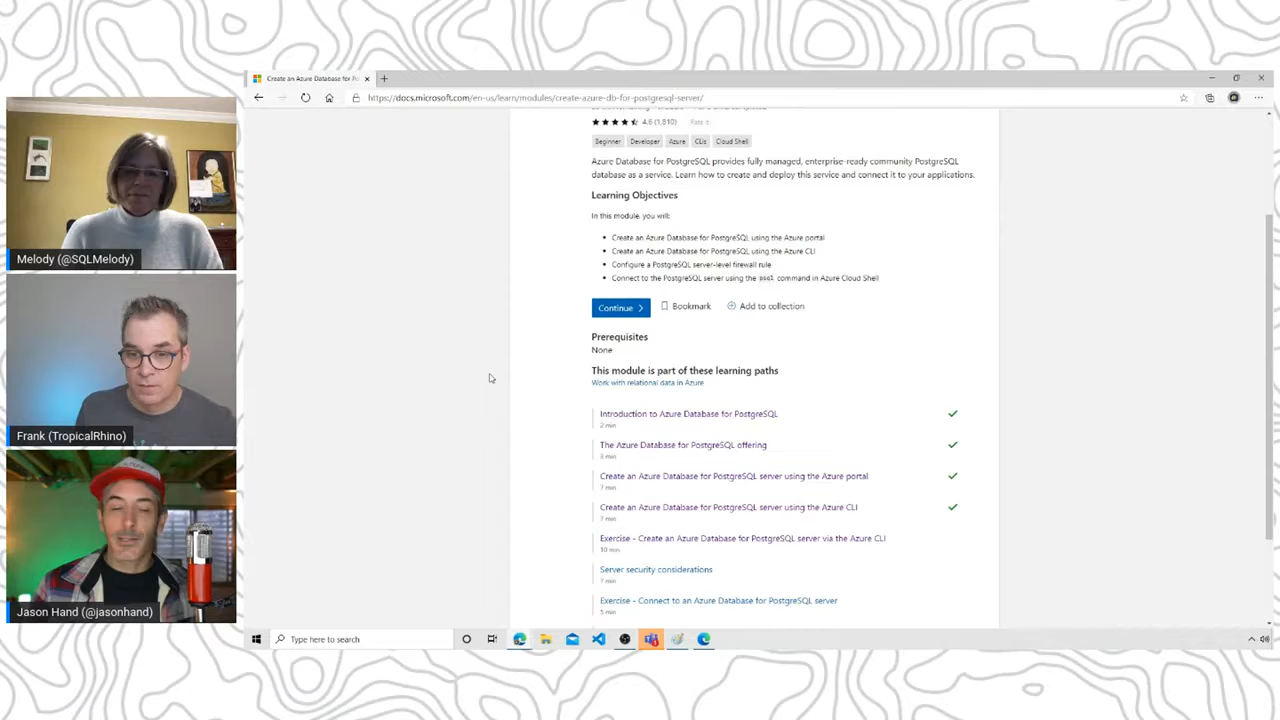 Create an Azure Database for Po
https://docs.microsoft.com/en-us/learn/modules/create-azure-db-for-postgresql-server/
4.6 (1,810)
Rate it
Beginner
Developer
Azure
CLIs
Cloud Shell
Azure Database for PostgreSQL provides fully managed, enterprise-ready community PostgreSQL
database as a service. Learn how to create and deploy this service and connect it to your applications.
Learning Objectives
In this module, you will:
Create an Azure Database for PostgreSQL using the Azure portal
Create an Azure Database for PostgreSQL using the Azure CLI
Configure a PostgreSQL server-level firewall rule
Connect to the PostgreSQL server using the psql command in Azure Cloud Shell
Continue
Bookmark
Add to collection
Prerequisites
None
This module is part of these learning paths
Work with relational data in Azure
Introduction to Azure Database for PostgreSQL
2 min
The Azure Database for PostgreSQL offering
3 min
Create an Azure Database for PostgreSQL server using the Azure portal
7 min
Create an Azure Database for PostgreSQL server using the Azure CLI
7 min
Exercise - Create an Azure Database for PostgreSQL server via the Azure CLI
10 min
Server security considerations
7 min
Exercise - Connect to an Azure Database for PostgreSQL server
5 min
Type here to search
Melody (@SQLMelody)
Frank (TropicalRhino)
Jason Hand (@jasonhand)